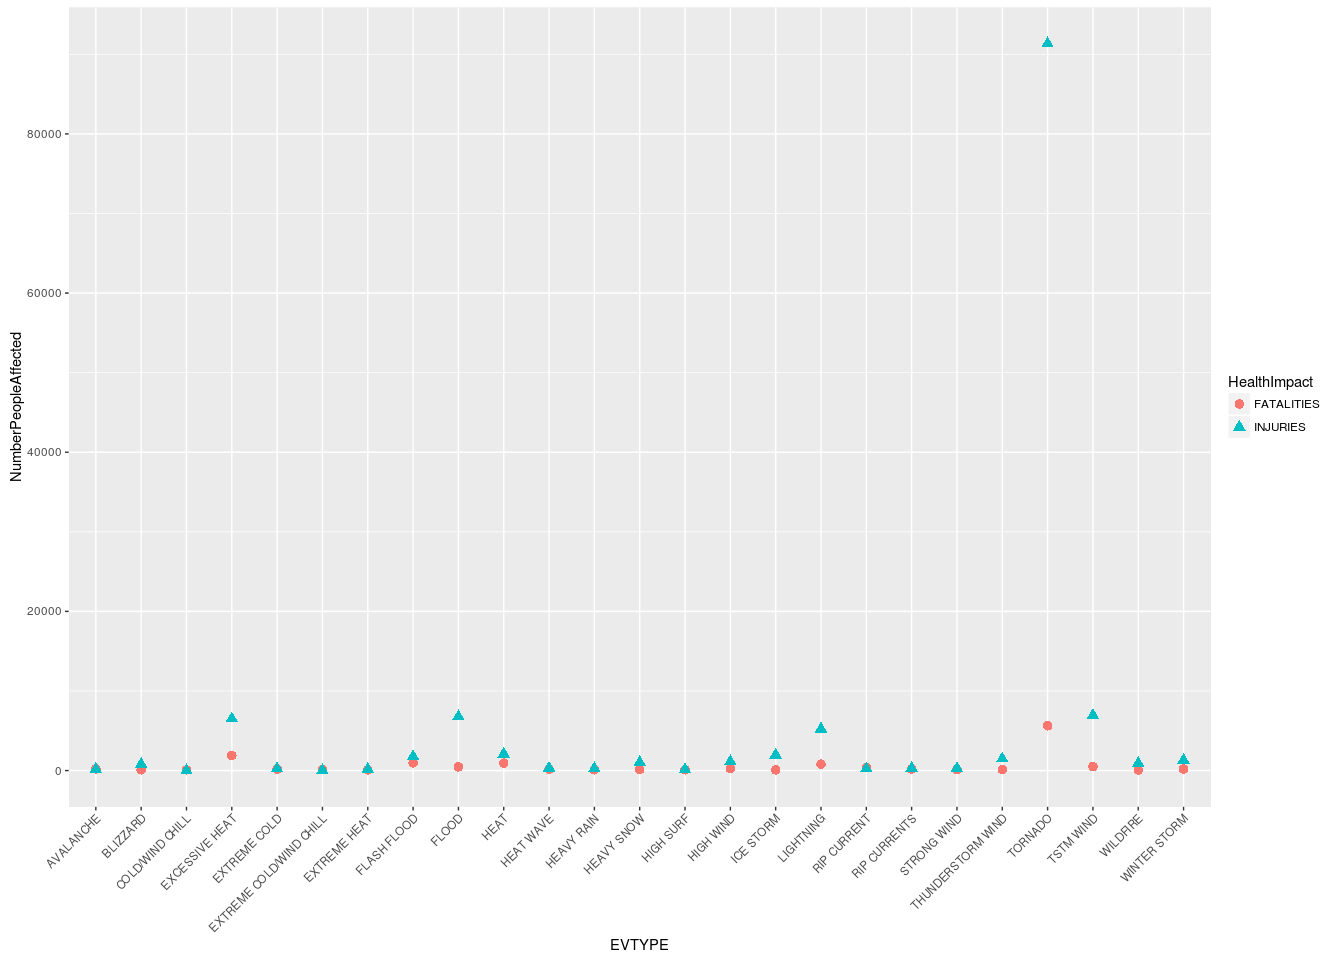 80000
60000
40000
20000
0
NumberPeopleAffected
AVALANCHE
BLIZZARD
COLD/WIND CHILL
EXCESSIVE HEAT
EXTREME COLD
EXTREME COLD/WIND CHILL
EXTREME HEAT
FLASH FLOOD
FLOOD
HEAT
HEAT WAVE
HEAVY RAIN
HEAVY SNOW
HIGH SURF
HIGH WIND
ICE STORM
LIGHTNING
RIP CURRENT
RIP CURRENTS
STRONG WIND
THUNDERSTORM WIND
TORNADO
TSTM WIND
WILDFIRE
WINTER STORM
EVTYPE
HealthImpact
FATALITIES
INJURIES